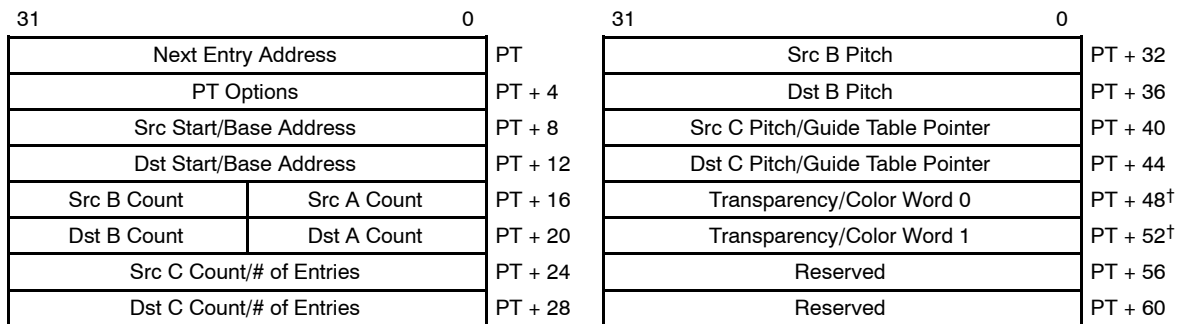 31 0
Next Entry Address PT
PT Options PT + 4
Src Start/Base Address PT + 8
Dst Start/Base Address PT + 12
Src B Count Src A Count PT + 16
Dst B Count Dst A Count PT + 20
Src C Count/# of Entries PT + 24
Dst C Count/# of Entries PT + 28
31 0
Src B Pitch PT + 32
Dst B Pitch PT + 36
Src C Pitch/Guide Table Pointer PT + 40
Dst C Pitch/Guide Table Pointer PT + 44
Transparency/Color Word 0 PT + 48†
Transparency/Color Word 1 PT + 52†
Reserved PT + 56
Reserved PT + 60